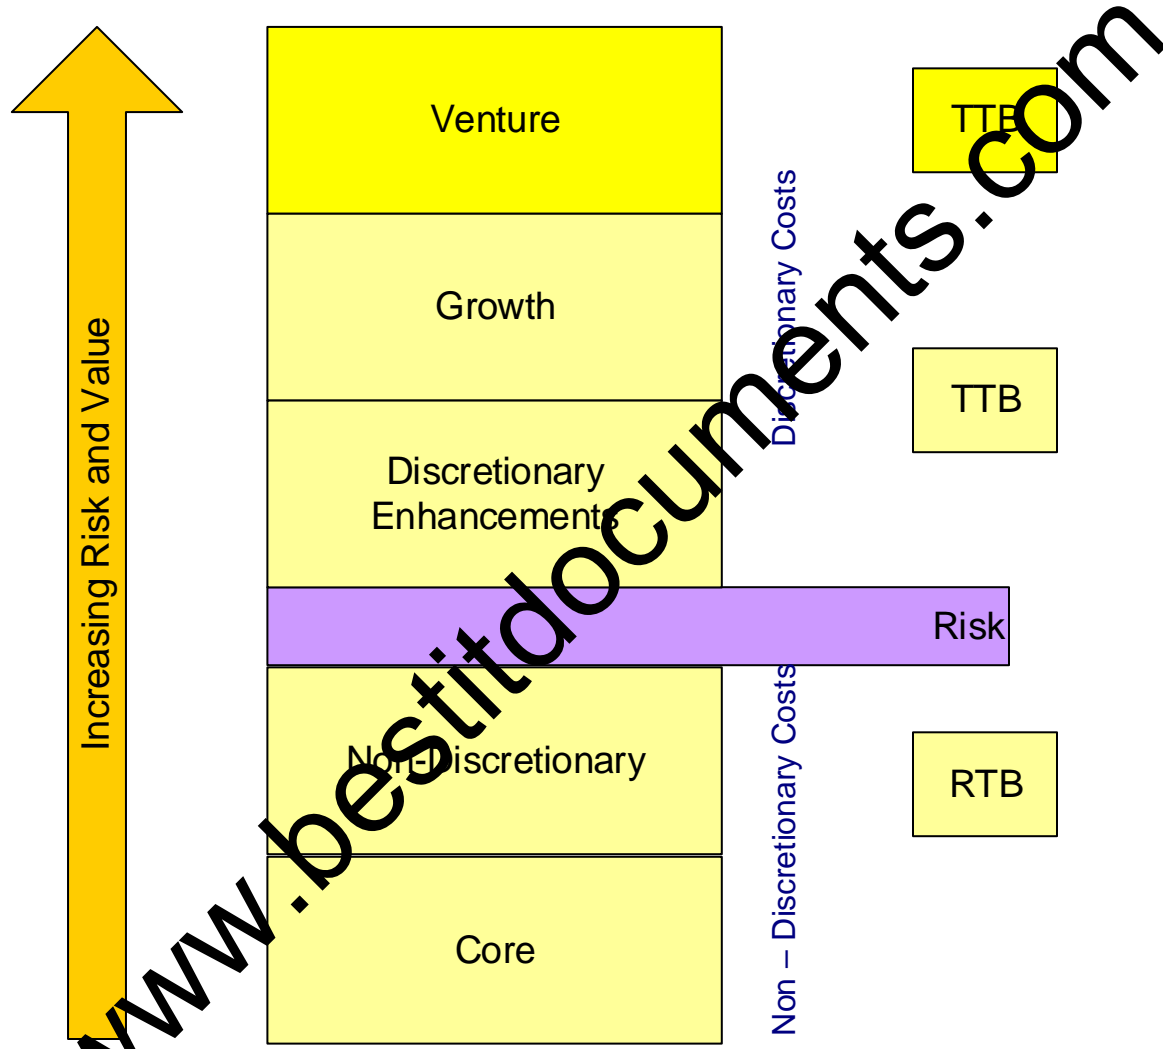 Venture
TTB
Growth
Discretionary Costs
TTB
Discretionary
Enhancements
Increasing Risk and Value
Risk
Non-Discretionary
RTB
Non – Discretionary Costs
Core
www.bestitdocuments.com